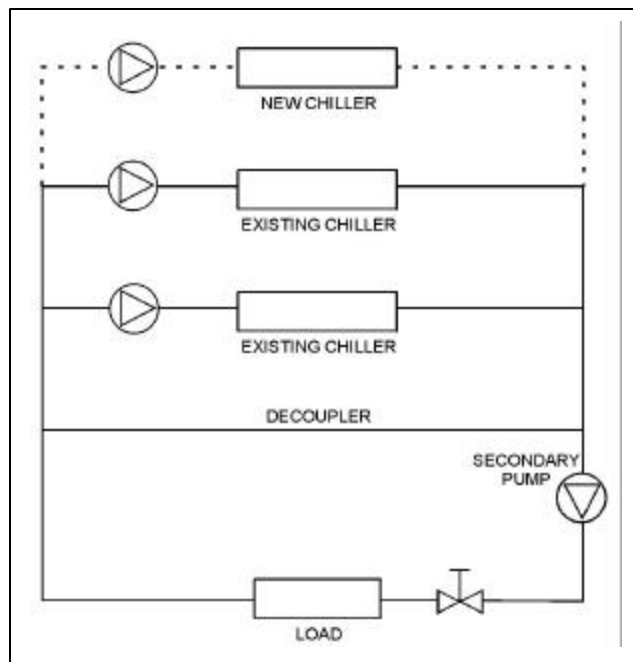 NEW CHILLER
EXISTING CHILLER
EXISTING CHILLER
DECOUPLER
SECONDARY
PUMP
LOAD